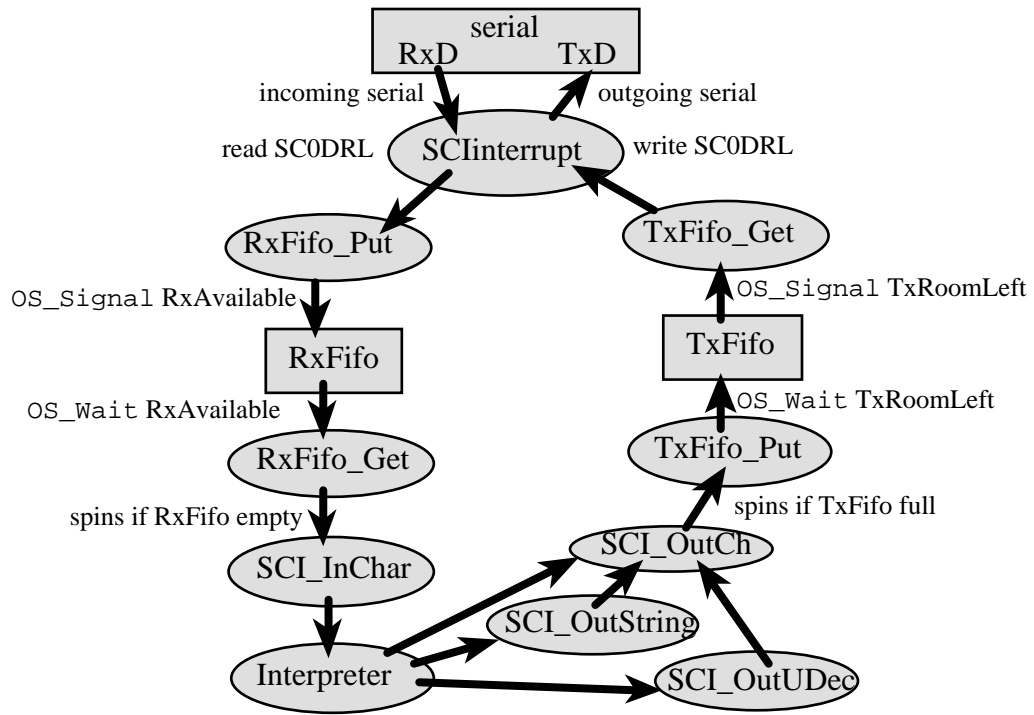 serial
RxD TxD
incoming serial outgoing serial
read SC0DRL SCIinterrupt write SC0DRL
RxFifo_Put TxFifo_Get
OS_Signal RxAvailable OS_Signal TxRoomLeft
RxFifo TxFifo
OS_Wait RxAvailable OS_Wait TxRoomLeft
RxFifo_Get TxFifo_Put
spins if RxFifo empty spins if TxFifo full
SCI_InChar SCI_OutCh
SCI_OutString
Interpreter SCI_OutUDec